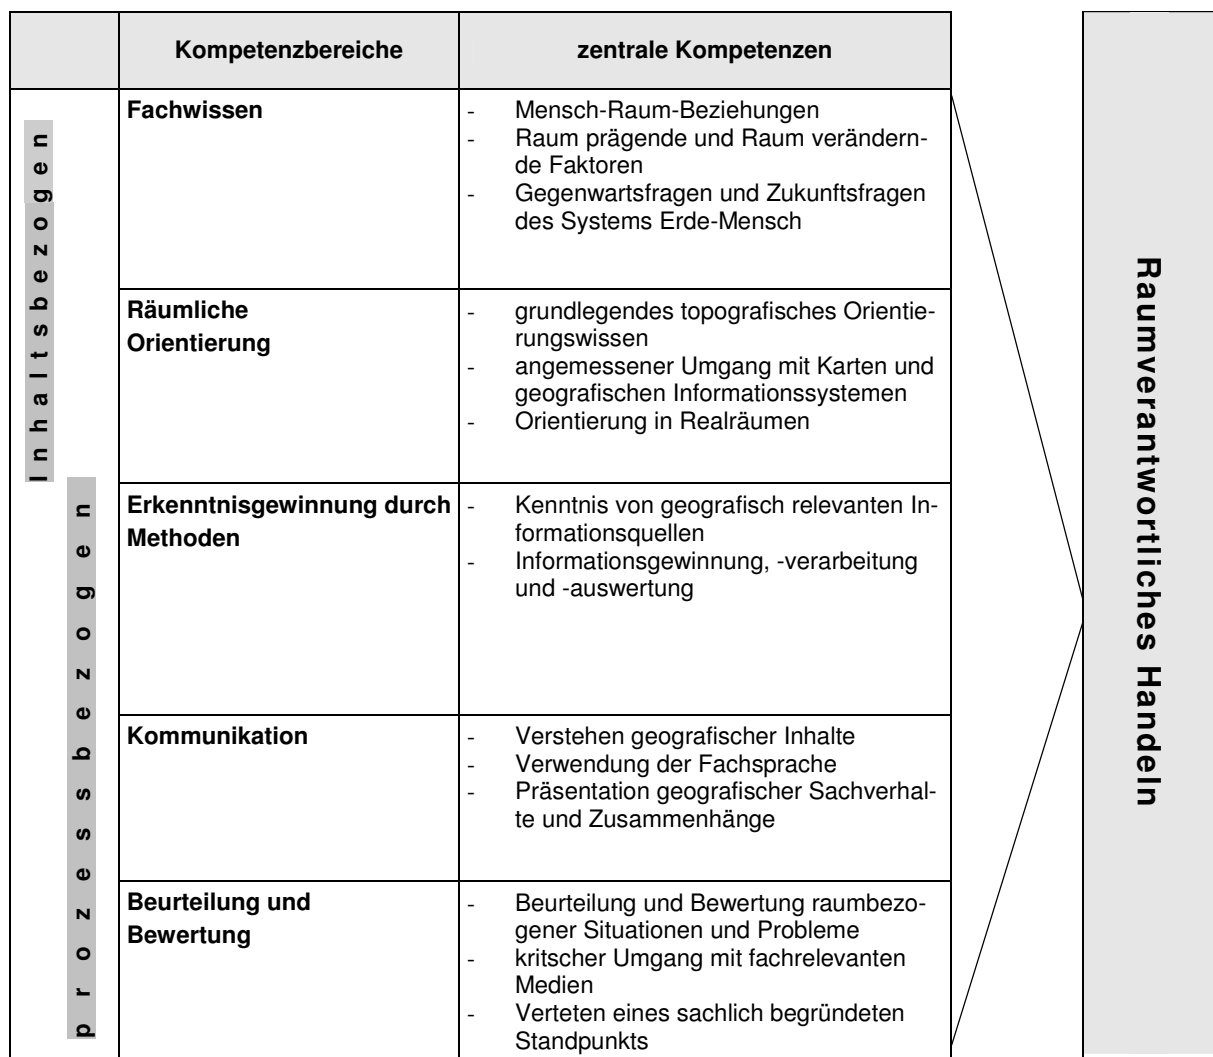 Kompetenzbereiche
zentrale Kompetenzen
Inhaltsbezogen
prozessbezogen
Fachwissen
- Mensch-Raum-Beziehungen
- Raum prägende und Raum verändern-
de Faktoren
- Gegenwartsfragen und Zukunftsfragen
des Systems Erde-Mensch
Räumliche
Orientierung
- grundlegendes topografisches Orientie-
rungswissen
- angemessener Umgang mit Karten und
geografischen Informationssystemen
- Orientierung in Realräumen
Erkenntnisgewinnung durch
Methoden
- Kenntnis von geografisch relevanten In-
formationsquellen
- Informationsgewinnung, -verarbeitung
und -auswertung
Kommunikation
- Verstehen geografischer Inhalte
- Verwendung der Fachsprache
- Präsentation geografischer Sachverhal-
te und Zusammenhänge
Beurteilung und
Bewertung
- Beurteilung und Bewertung raumbezo-
gener Situationen und Probleme
- kritscher Umgang mit fachrelevanten
Medien
- Verteten eines sachlich begründeten
Standpunkts
Raumverantwortliches Handeln